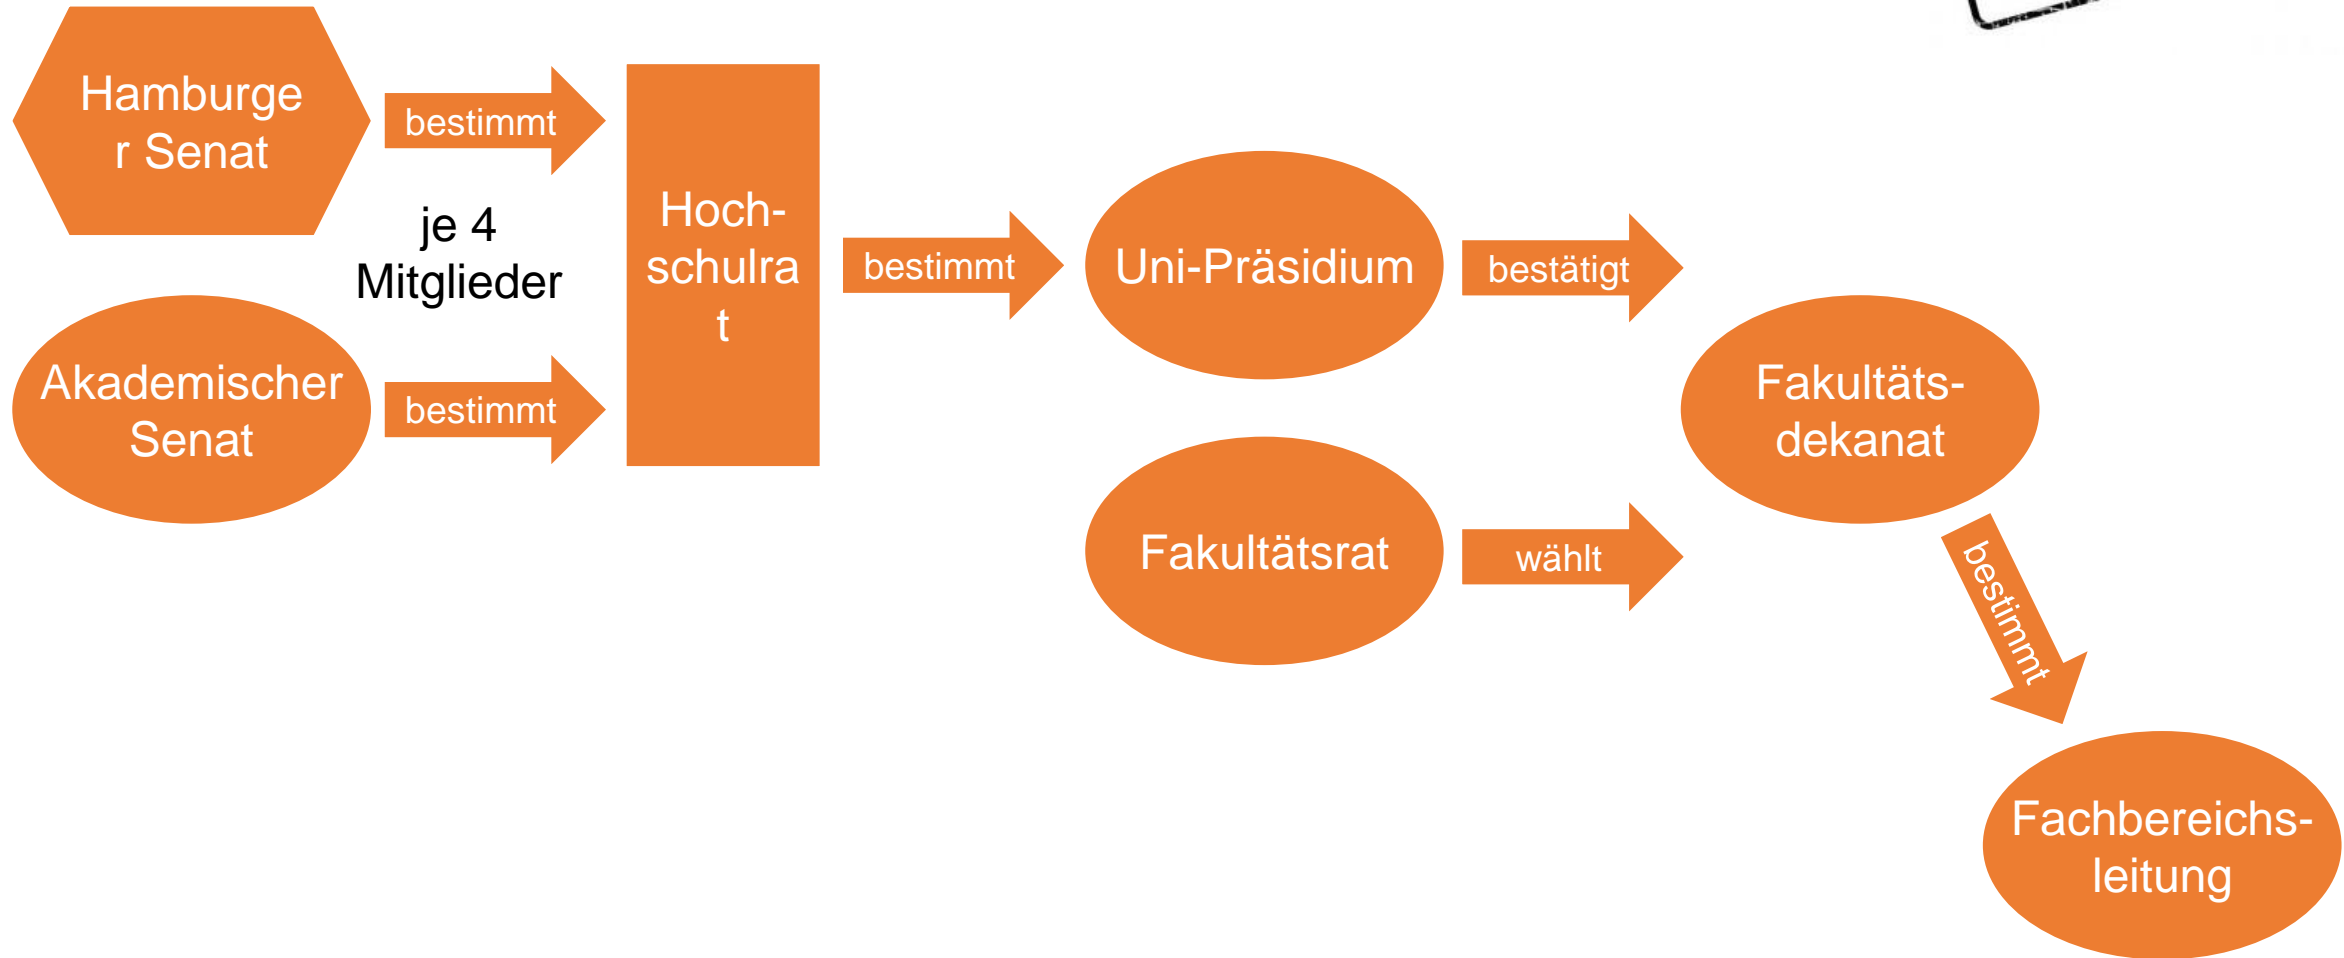 Hamburge
r Senat
bestimmt
je 4
Mitglieder
Akademischer
Senat
bestimmt
Hoch-
schulra
t
bestimmt
Uni-Präsidium
bestätigt
Fakultätsrat
wählt
Fakultäts-
dekanat
bestimmt
Fachbereichs-
leitung